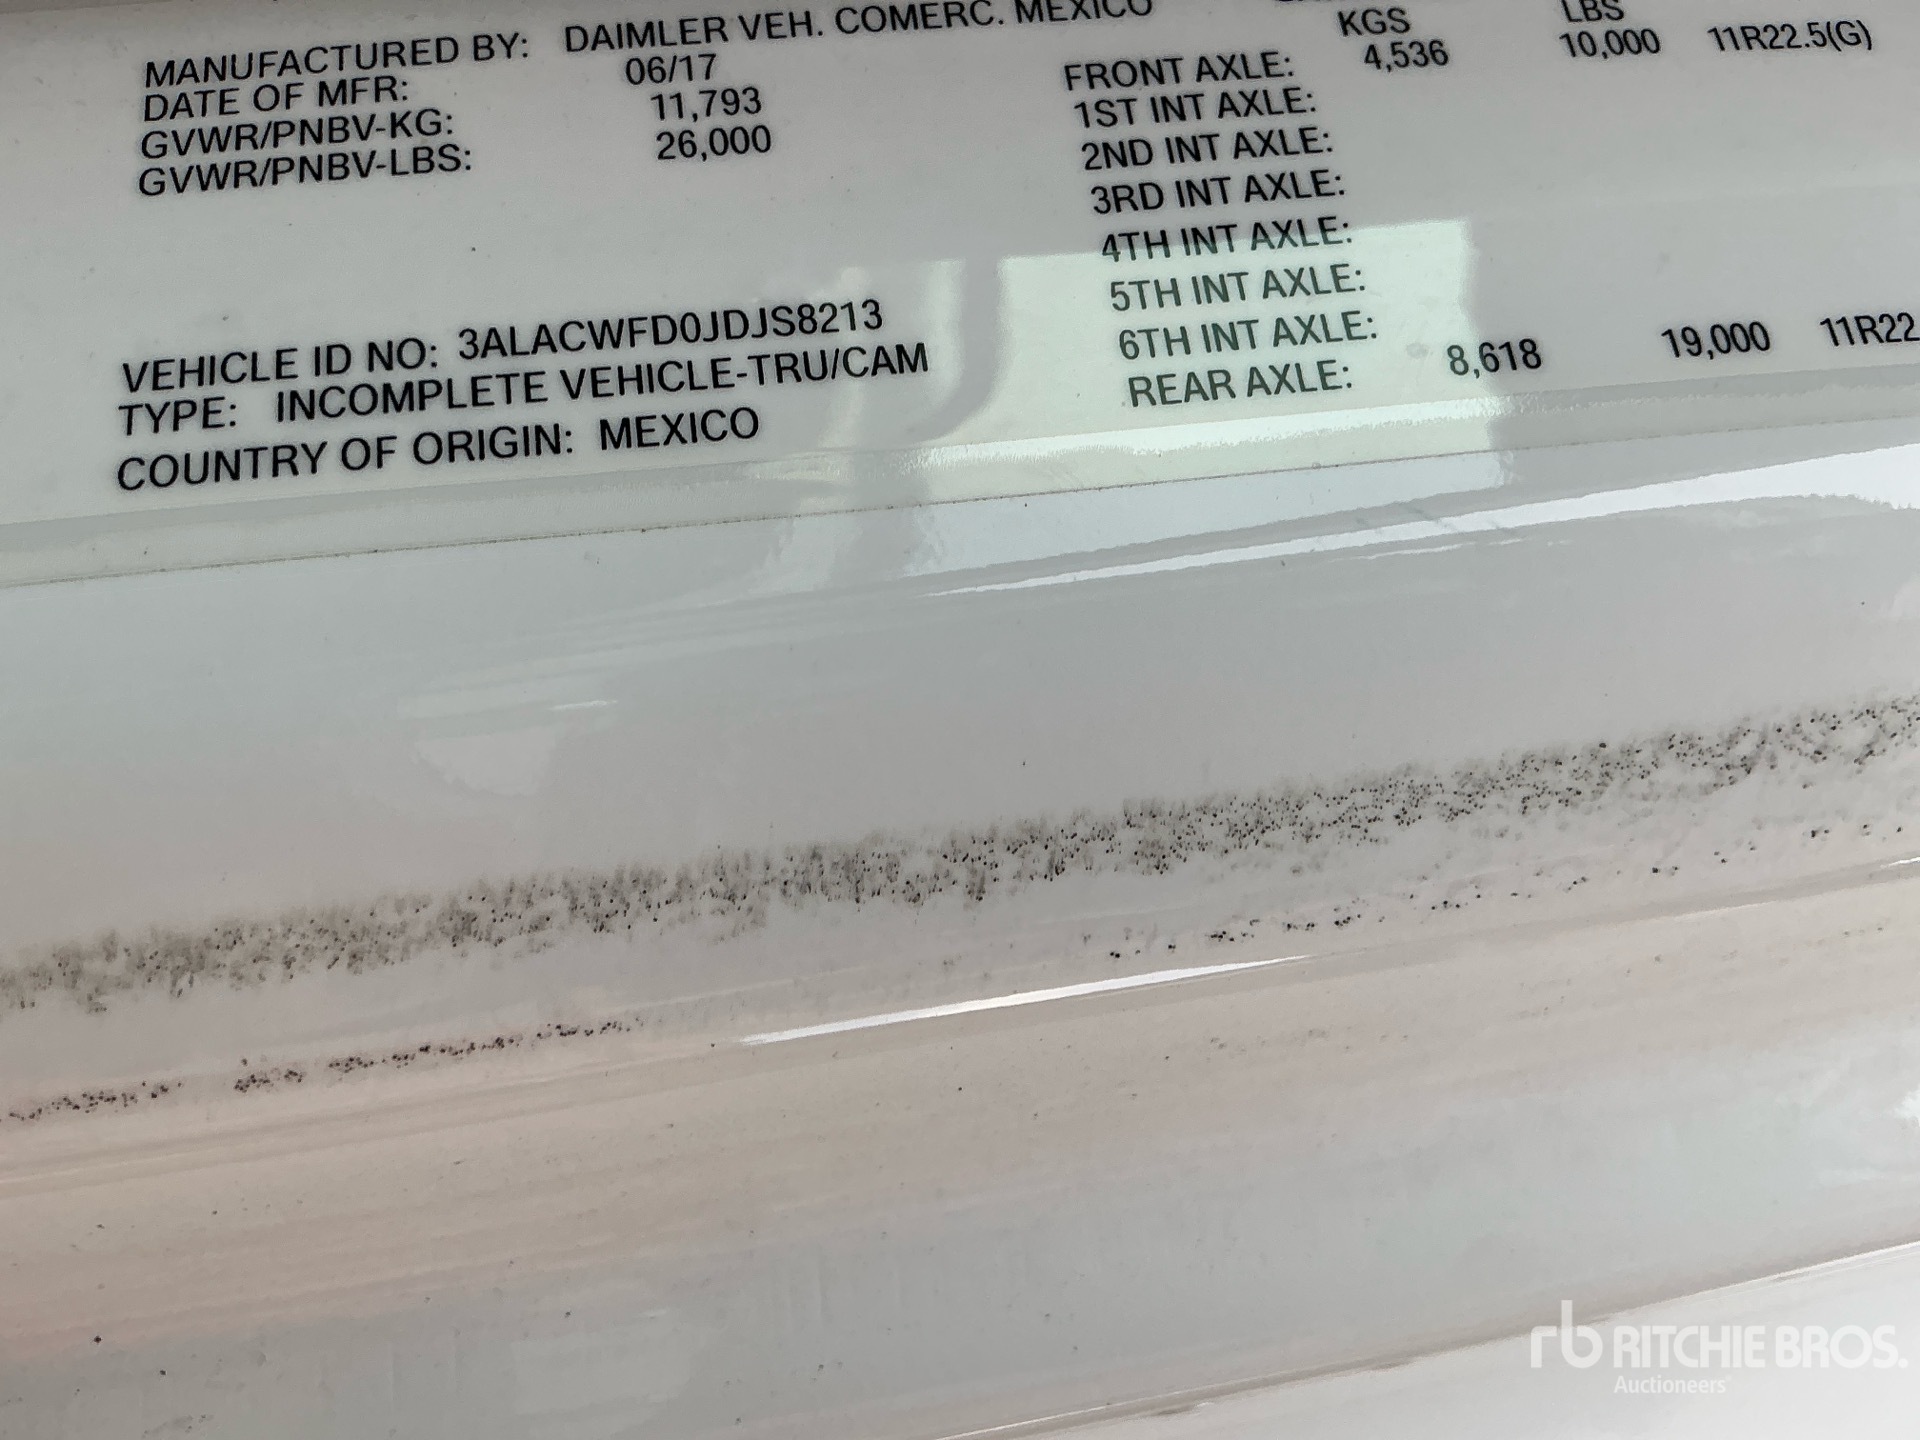 MANUFACTURED BY: DAIMLER VEH. COMERC. MEXICO
DATE OF MFR: 06/17
GVWR/PNBV-KG: 11,793
GVWR/PNBV-LBS: 26,000
VEHICLE ID NO: 3ALACWFD0JDJS8213
TYPE: INCOMPLETE VEHICLE-TRU/CAM
COUNTRY OF ORIGIN: MEXICO
KGS LBS
FRONT AXLE: 4,536 10,000 11R22.5(G)
1ST INT AXLE:
2ND INT AXLE:
3RD INT AXLE:
4TH INT AXLE:
5TH INT AXLE:
6TH INT AXLE:
REAR AXLE: 8,618 19,000 11R22
rb RITCHIE BROS.
Auctioneers